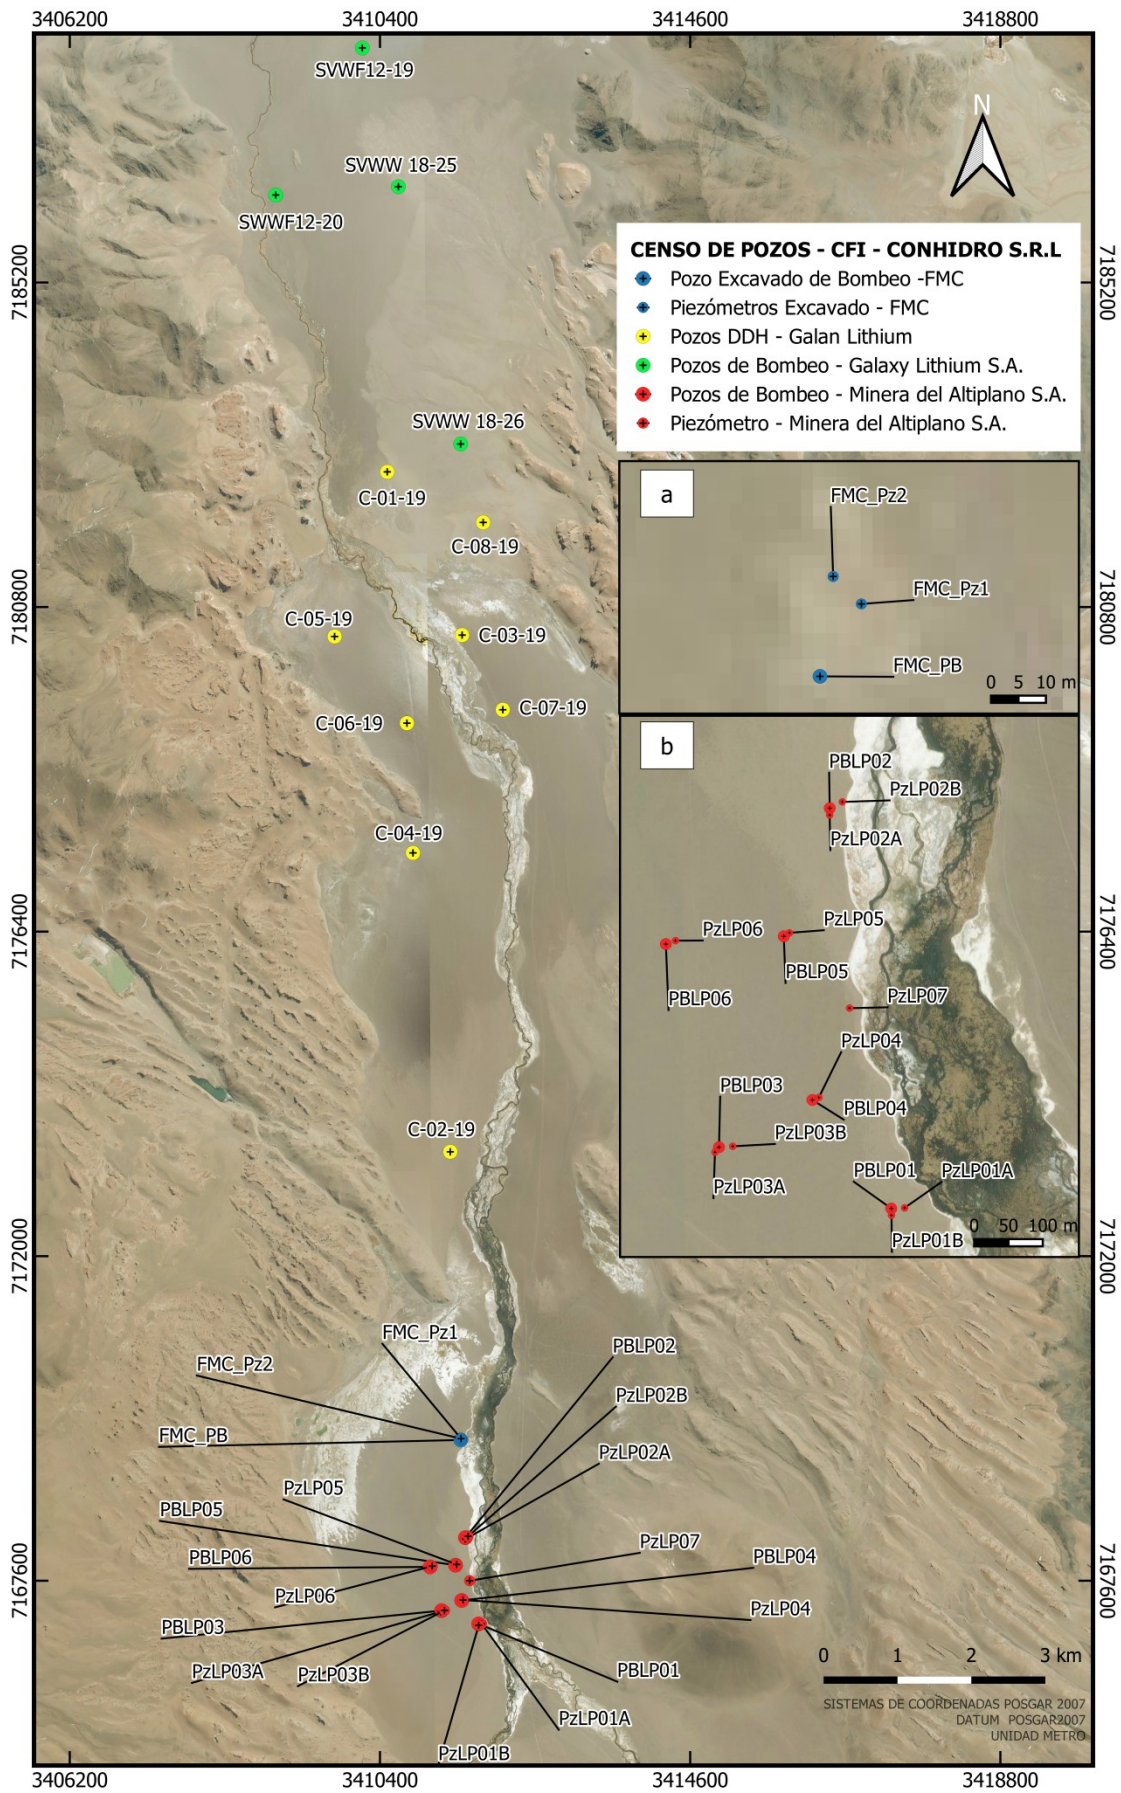 3406200
3410400
3414600
3418800
SVWF12-19
N
SVWW 18-25
SWWF12-20
7185200
7185200
CENSO DE POZOS - CFI - CONHIDRO S.R.L
Pozo Excavado de Bombeo -FMC
Piezómetros Excavado - FMC
Pozos DDH - Galan Lithium
Pozos de Bombeo - Galaxy Lithium S.A.
Pozos de Bombeo - Minera del Altiplano S.A.
Piezómetro - Minera del Altiplano S.A.
SVWW 18-26
C-01-19
C-08-19
a
FMC_Pz2
FMC_Pz1
FMC_PB
0 5 10 m
7180800
7180800
C-05-19
C-03-19
C-07-19
C-06-19
b
PBLP02
PzLP02B
PzLP02A
C-04-19
PzLP05
PzLP06
PBLP05
PBLP06
PzLP07
PzLP04
PBLP03
PBLP04
PzLP03B
PBLP01
PzLP01A
PzLP03A
PzLP01B
0 50 100 m
7176400
7176400
C-02-19
7172000
7172000
FMC_Pz1
PBLP02
FMC_Pz2
PzLP02B
FMC_PB
PzLP02A
PzLP05
PBLP05
PzLP07
PBLP06
PBLP04
PzLP06
PzLP04
7167600
7167600
PBLP03
PzLP03A
PzLP03B
PBLP01
PzLP01A
PzLP01B
0 1 2 3 km
SISTEMAS DE COORDENADAS POSGAR 2007
DATUM POSGAR2007
UNIDAD METRO
3406200
3410400
3414600
3418800